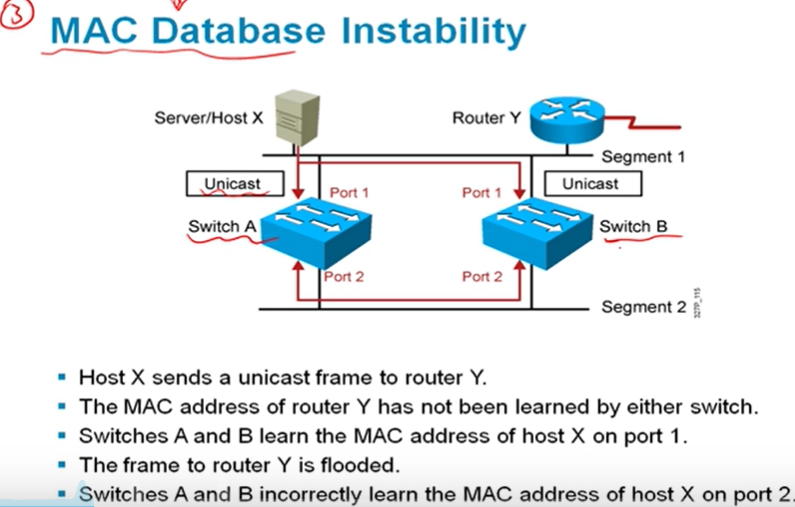 3
MAC Database Instability
Server/Host X
Router Y
Segment 1
Unicast
Unicast
Port 1
Port 1
Switch A
Switch B
Port 2
Port 2
Segment 2
327P_115
▪ Host X sends a unicast frame to router Y.
▪ The MAC address of router Y has not been learned by either switch.
▪ Switches A and B learn the MAC address of host X on port 1.
▪ The frame to router Y is flooded.
▪ Switches A and B incorrectly learn the MAC address of host X on port 2.